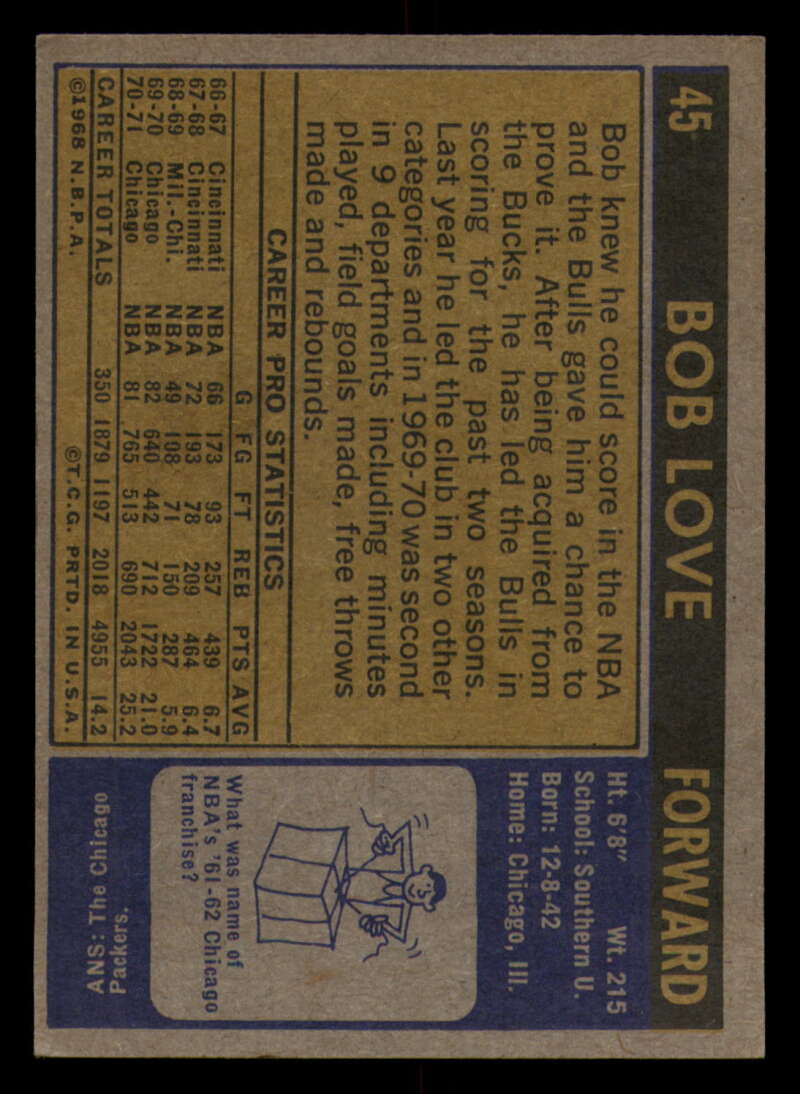 45 BOB LOVE FORWARD
Bob knew he could score in the NBA
and the Bulls gave him a chance to
prove it. After being acquired from
the Bucks, he has led the Bulls in
scoring for the past two seasons.
Last year he led the club in two other
categories and in 1969-70 was second
in 9 departments including minutes
played, field goals made, free throws
made and rebounds.
CAREER PRO STATISTICS
G FG FT REB PTS AVG
66-67 Cincinnati NBA 66 173 93 257 439 6.7
67-68 Cincinnati NBA 72 193 78 209 464 6.4
68-69 Mil.-Chi. NBA 49 108 71 150 287 5.9
69-70 Chicago NBA 82 640 442 712 1722 21.0
70-71 Chicago NBA 81 765 513 690 2043 25.2
CAREER TOTALS 350 1879 1197 2018 4955 14.2
©1968 N.B.P.A. ©T.C.G. PRTD. IN U.S.A.
Ht. 6'8" Wt. 215
School: Southern U.
Born: 12-8-42
Home: Chicago, Ill.
What was name of
NBA's '61-62 Chicago
franchise?
ANS: The Chicago
Packers.